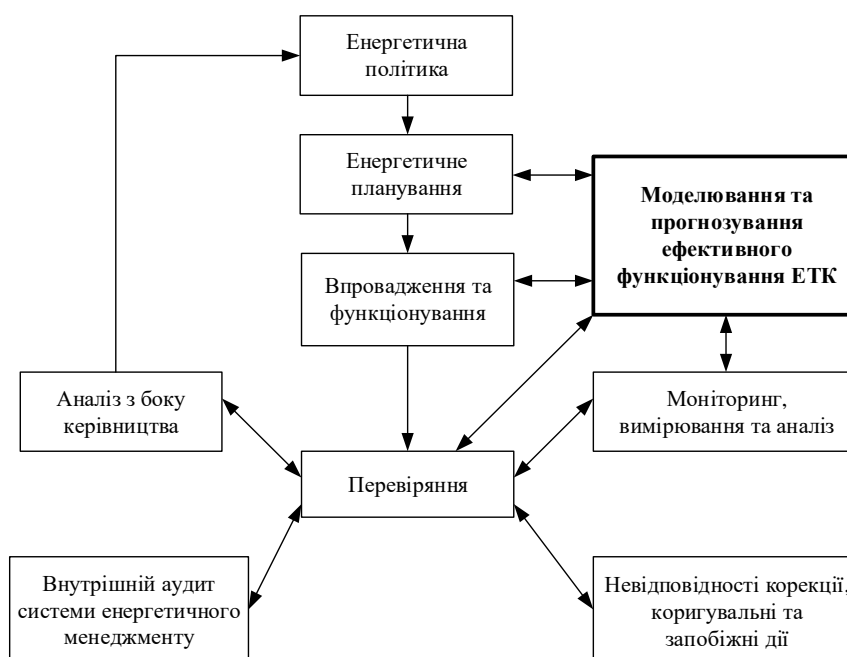 Енергетична
політика
Енергетичне
планування
Моделювання та
прогнозування
ефективного
функціонування ЕТК
Впровадження та
функціонування
Аналіз з боку
керівництва
Моніторинг,
вимірювання та аналіз
Перевіряння
Внутрішній аудит
системи енергетичного
менеджменту
Невідповідності корекції,
коригувальні та
запобіжні дії